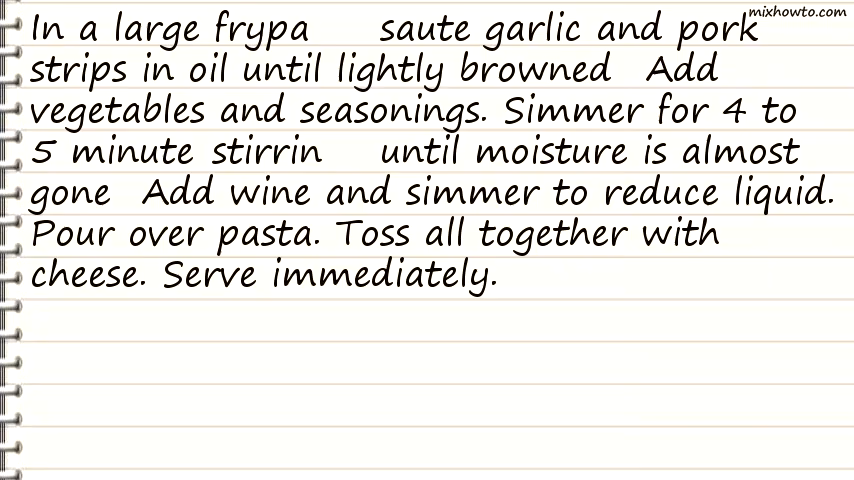 mixhowto.com
In a large frypa saute garlic and pork
strips in oil until lightly browned Add
vegetables and seasonings. Simmer for 4 to
5 minute stirrin until moisture is almost
gone Add wine and simmer to reduce liquid.
Pour over pasta. Toss all together with
cheese. Serve immediately.